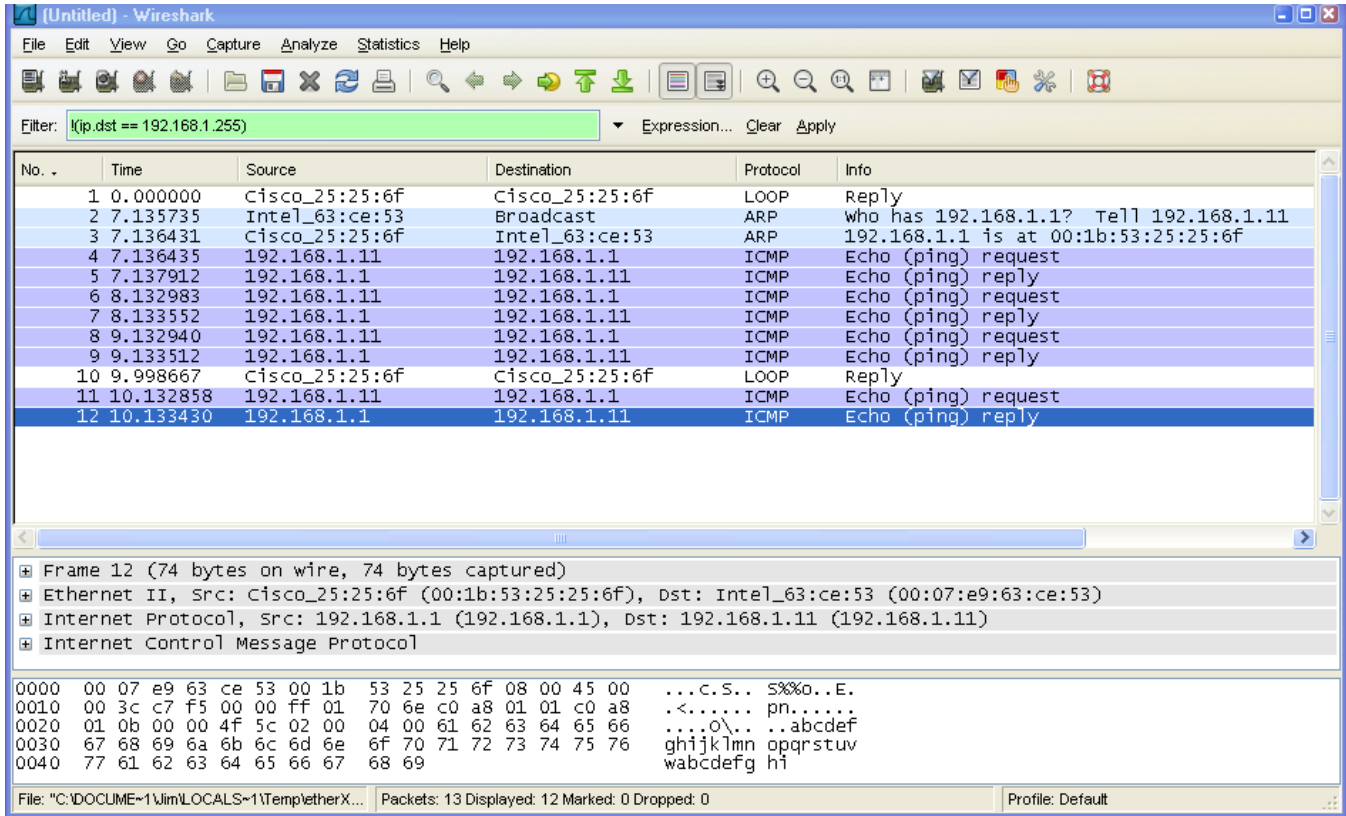 (Untitled) - Wireshark
File Edit View Go Capture Analyze Statistics Help
Filter: !(ip.dst == 192.168.1.255) Expression... Clear Apply
No. . Time Source Destination Protocol Info
1 0.000000 Cisco_25:25:6f Cisco_25:25:6f LOOP Reply
2 7.135735 Intel_63:ce:53 Broadcast ARP who has 192.168.1.1? Tell 192.168.1.11
3 7.136431 Cisco_25:25:6f Intel_63:ce:53 ARP 192.168.1.1 is at 00:1b:53:25:25:6f
4 7.136435 192.168.1.11 192.168.1.1 ICMP Echo (ping) request
5 7.137912 192.168.1.1 192.168.1.11 ICMP Echo (ping) reply
6 8.132983 192.168.1.11 192.168.1.1 ICMP Echo (ping) request
7 8.133552 192.168.1.1 192.168.1.11 ICMP Echo (ping) reply
8 9.132940 192.168.1.11 192.168.1.1 ICMP Echo (ping) request
9 9.133512 192.168.1.1 192.168.1.11 ICMP Echo (ping) reply
10 9.998667 Cisco_25:25:6f Cisco_25:25:6f LOOP Reply
11 10.132858 192.168.1.11 192.168.1.1 ICMP Echo (ping) request
12 10.133430 192.168.1.1 192.168.1.11 ICMP Echo (ping) reply
Frame 12 (74 bytes on wire, 74 bytes captured)
Ethernet II, Src: Cisco_25:25:6f (00:1b:53:25:25:6f), Dst: Intel_63:ce:53 (00:07:e9:63:ce:53)
Internet Protocol, Src: 192.168.1.1 (192.168.1.1), Dst: 192.168.1.11 (192.168.1.11)
Internet Control Message Protocol
0000 00 07 e9 63 ce 53 00 1b 53 25 25 6f 08 00 45 00 ...c.S.. S%%o..E.
0010 00 3c c7 f5 00 00 ff 01 70 6e c0 a8 01 01 c0 a8 .<...... pn......
0020 01 0b 00 00 4f 5c 02 00 04 00 61 62 63 64 65 66 ....O\.. ..abcdef
0030 67 68 69 6a 6b 6c 6d 6e 6f 70 71 72 73 74 75 76 ghijklmn opqrstuv
0040 77 61 62 63 64 65 66 67 68 69 wabcdefg hi
File: "C:\DOCUME~1\Jim\LOCALS~1\Temp\etherX... Packets: 13 Displayed: 12 Marked: 0 Dropped: 0 Profile: Default